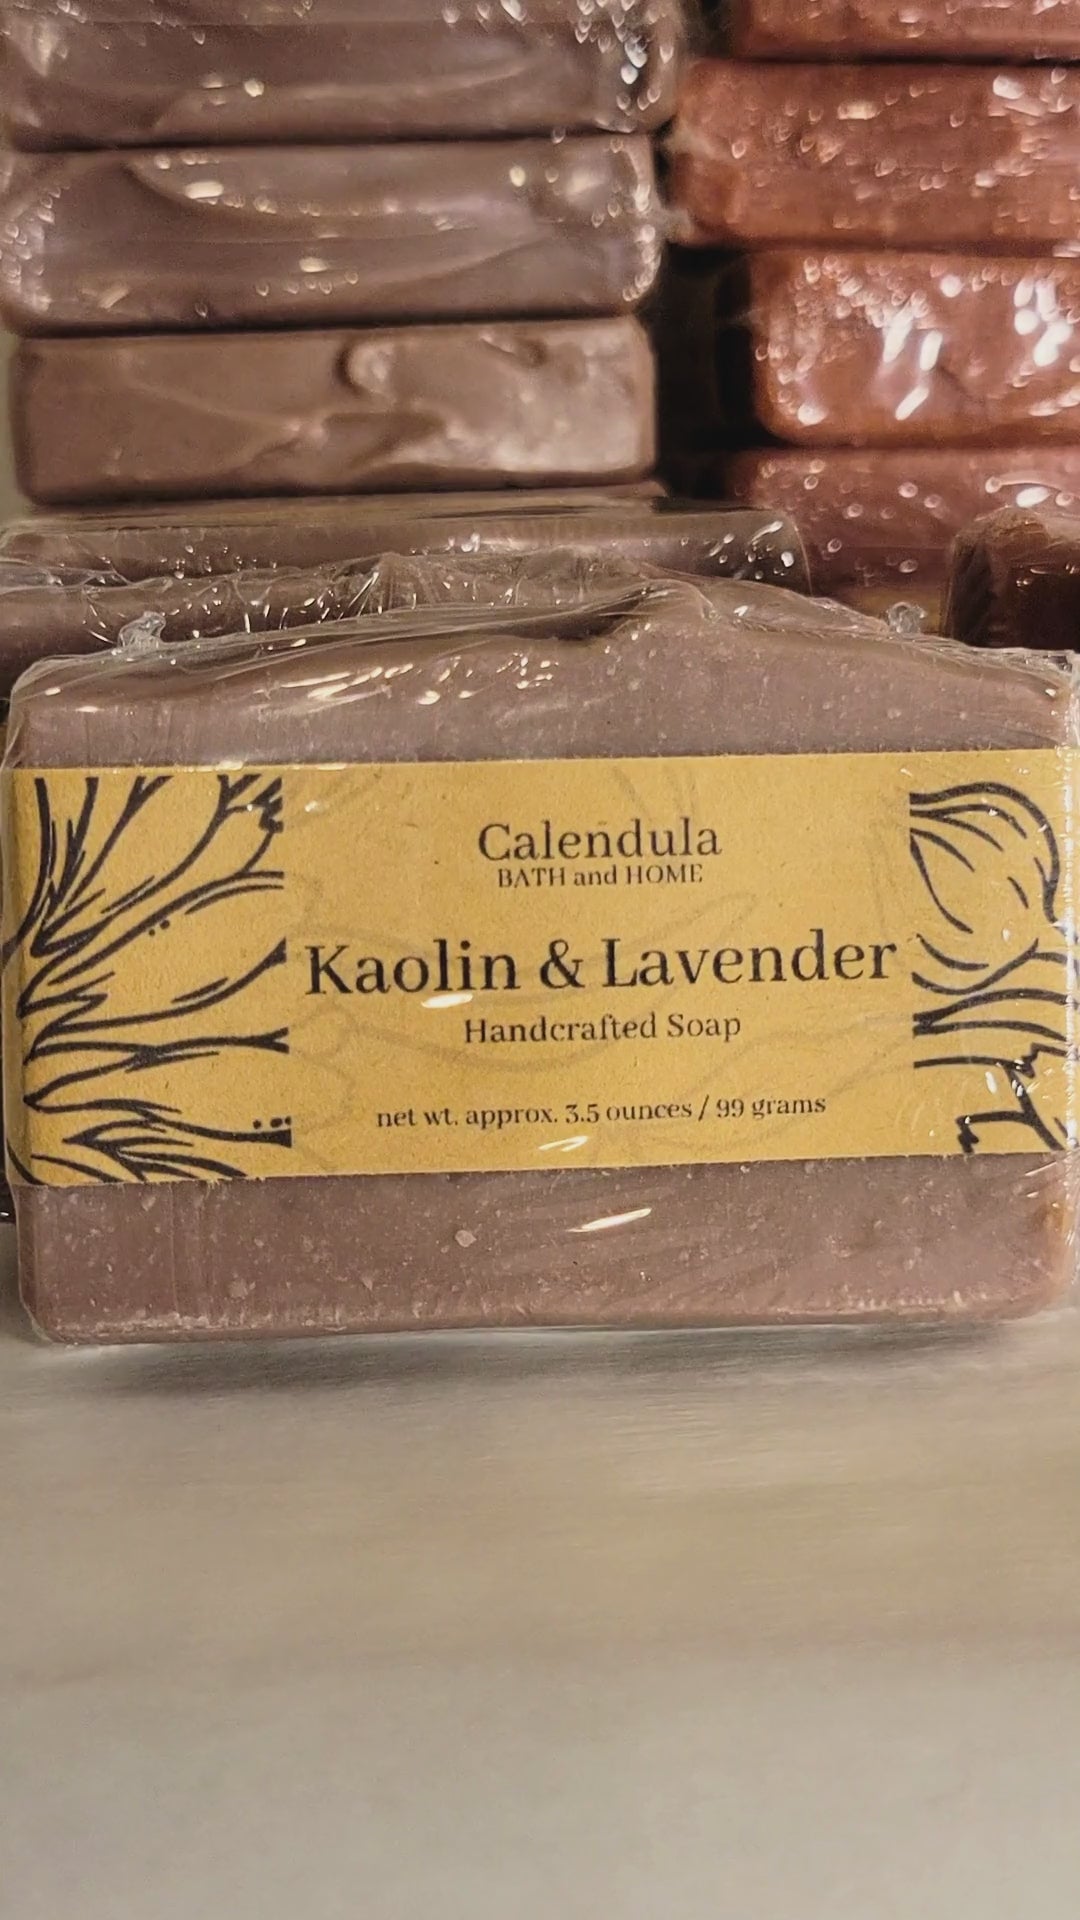 Calendula
BATH and HOME
Kaolin & Lavender
Handcrafted Soap
net wt. approx. 3.5 ounces / 99 grams